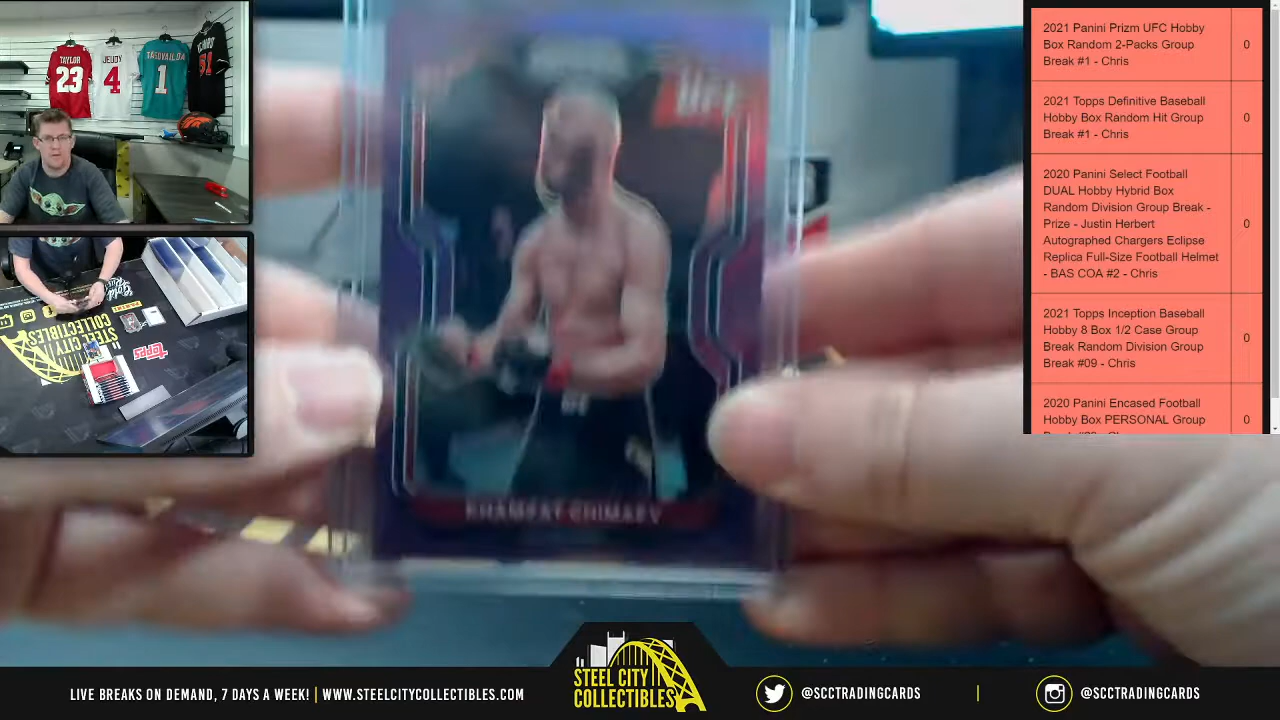 TAYLOR
23
JEUDY
4
TAGOVAILOA
1
2021 Panini Prizm UFC Hobby
Box Random 2-Packs Group
Break #1 - Chris
0
2021 Topps Definitive Baseball
Hobby Box Random Hit Group
Break #1 - Chris
0
2020 Panini Select Football
DUAL Hobby Hybrid Box
Random Division Group Break -
Prize - Justin Herbert
Autographed Chargers Eclipse
Replica Full-Size Football Helmet
- BAS COA #2 - Chris
0
2021 Topps Inception Baseball
Hobby 8 Box 1/2 Case Group
Break Random Division Group
Break #09 - Chris
0
2020 Panini Encased Football
Hobby Box PERSONAL Group
0
UFC
KHAMZAT CHIMAEV
STEEL CITY
COLLECTIBLES
Topps
LIVE BREAKS ON DEMAND, 7 DAYS A WEEK! | WWW.STEELCITYCOLLECTIBLES.COM
STEEL CITY
COLLECTIBLES
@SCCTRADINGCARDS
@SCCTRADINGCARDS